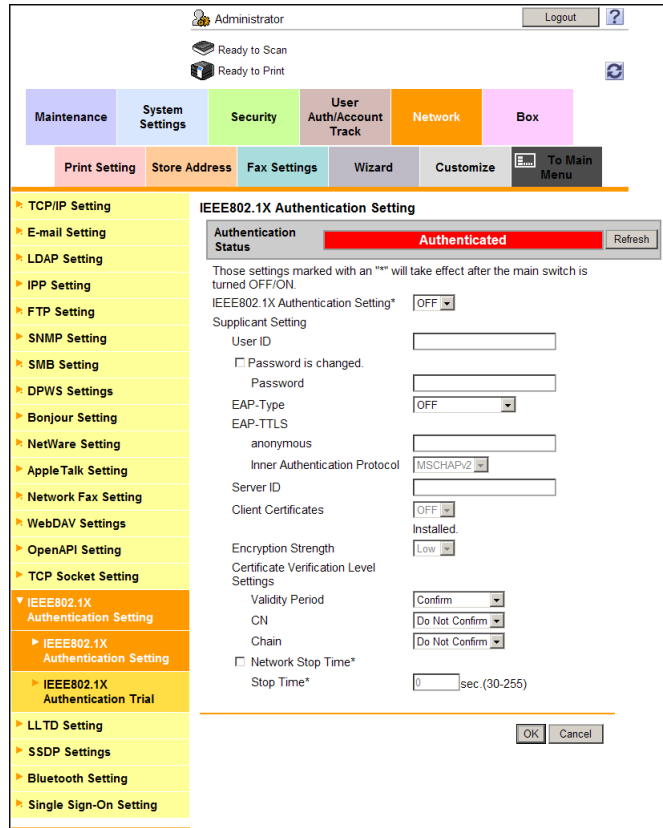 Administrator
Logout
?
Ready to Scan
Ready to Print
Maintenance
System
Settings
Security
User
Auth/Account
Track
Network
Box
Print Setting
Store Address
Fax Settings
Wizard
Customize
To Main
Menu
TCP/IP Setting
E-mail Setting
LDAP Setting
IPP Setting
FTP Setting
SNMP Setting
SMB Setting
DPWS Settings
Bonjour Setting
NetWare Setting
AppleTalk Setting
Network Fax Setting
WebDAV Settings
OpenAPI Setting
TCP Socket Setting
IEEE802.1X
Authentication Setting
IEEE802.1X
Authentication Setting
IEEE802.1X
Authentication Trial
LLTD Setting
SSDP Settings
Bluetooth Setting
Single Sign-On Setting
IEEE802.1X Authentication Setting
Authentication
Status
Authenticated
Refresh
Those settings marked with an "*" will take effect after the main switch is
turned OFF/ON.
IEEE802.1X Authentication Setting* OFF
Supplicant Setting
User ID
Password is changed.
Password
EAP-Type OFF
EAP-TTLS
anonymous
Inner Authentication Protocol MSCHAPv2
Server ID
Client Certificates OFF
Installed.
Encryption Strength Low
Certificate Verification Level
Settings
Validity Period Confirm
CN Do Not Confirm
Chain Do Not Confirm
Network Stop Time*
Stop Time* 0 sec.(30-255)
OK Cancel